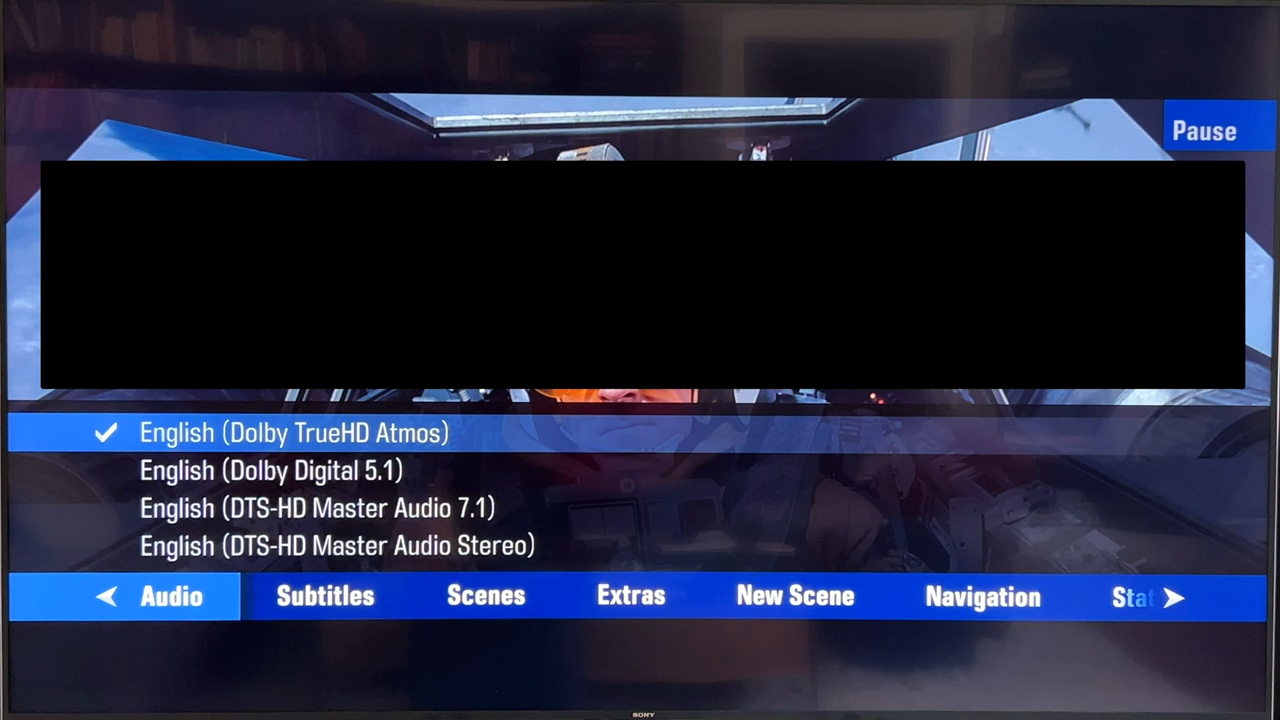 Pause
English (Dolby TrueHD Atmos)
English (Dolby Digital 5.1)
English (DTS-HD Master Audio 7.1)
English (DTS-HD Master Audio Stereo)
Audio Subtitles Scenes Extras New Scene Navigation Stat
SONY